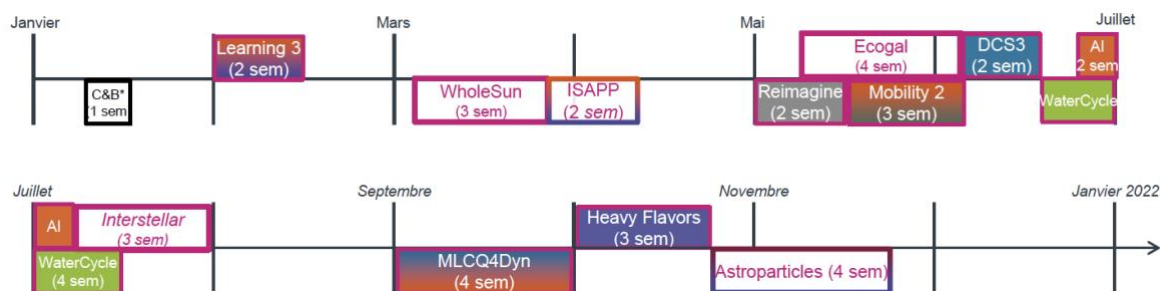 Janvier
Mars
Mai
Juillet
Learning 3
(2 sem)
Ecogal
(4 sem)
DCS3
(2 sem)
AI
2 sem
C&B*
(1 sem
WholeSun
(3 sem)
ISAPP
(2 sem)
Reimagine
(2 sem)
Mobility 2
(3 sem)
WaterCycle
Juillet
Septembre
Novembre
Janvier 2022
AI
Interstellar
(3 sem)
Heavy Flavors
(3 sem)
WaterCycle
(4 sem)
MLCQ4Dyn
(4 sem)
Astroparticles (4 sem)